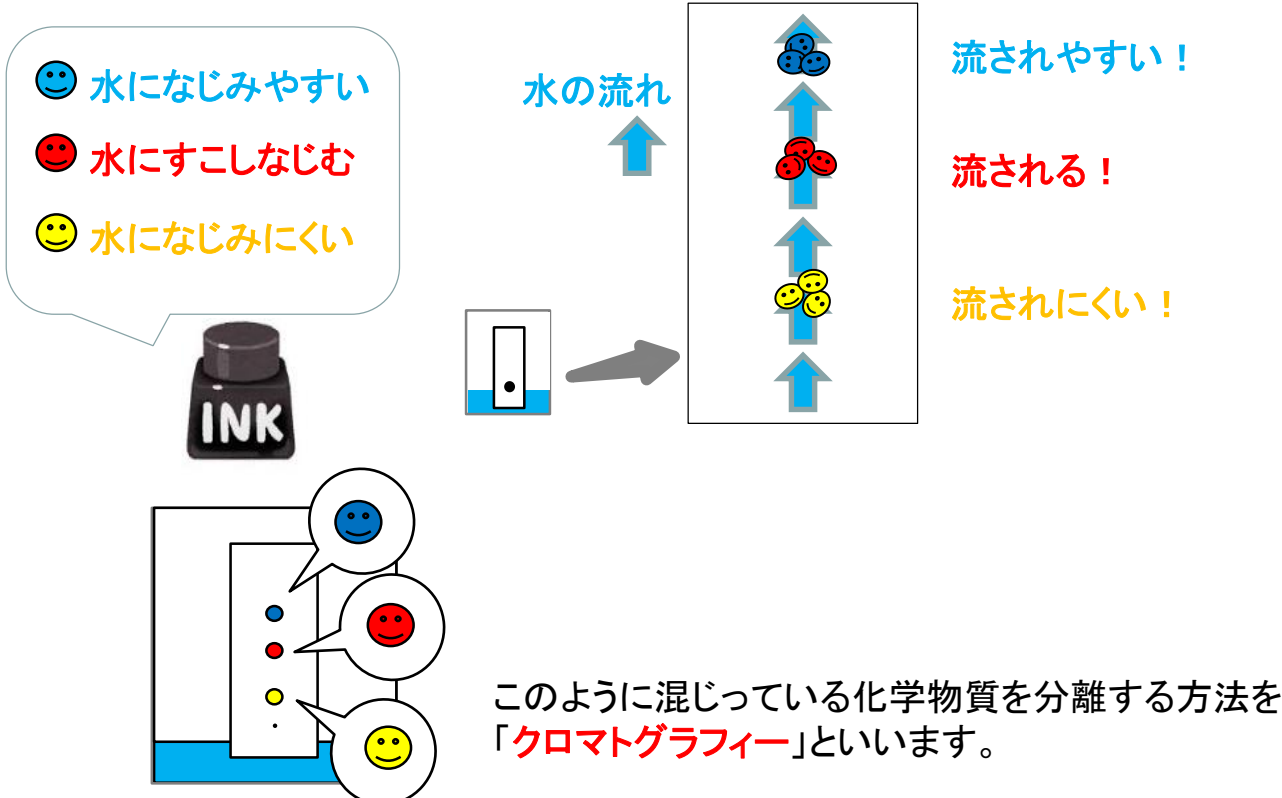 水になじみやすい
水にすこしなじむ
水になじみにくい
INK
水の流れ
流されやすい！
流される！
流されにくい！
このように混じっている化学物質を分離する方法を
「クロマトグラフィー」といいます。